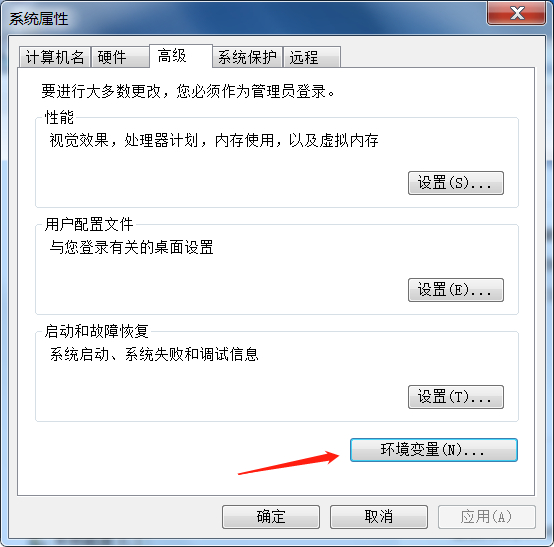 系统属性
计算机名 硬件 高级 系统保护 远程
要进行大多数更改，您必须作为管理员登录。
性能
视觉效果，处理器计划，内存使用，以及虚拟内存
设置(S)...
用户配置文件
与您登录有关的桌面设置
设置(E)...
启动和故障恢复
系统启动、系统失败和调试信息
设置(T)...
环境变量(N)...
确定 取消 应用(A)